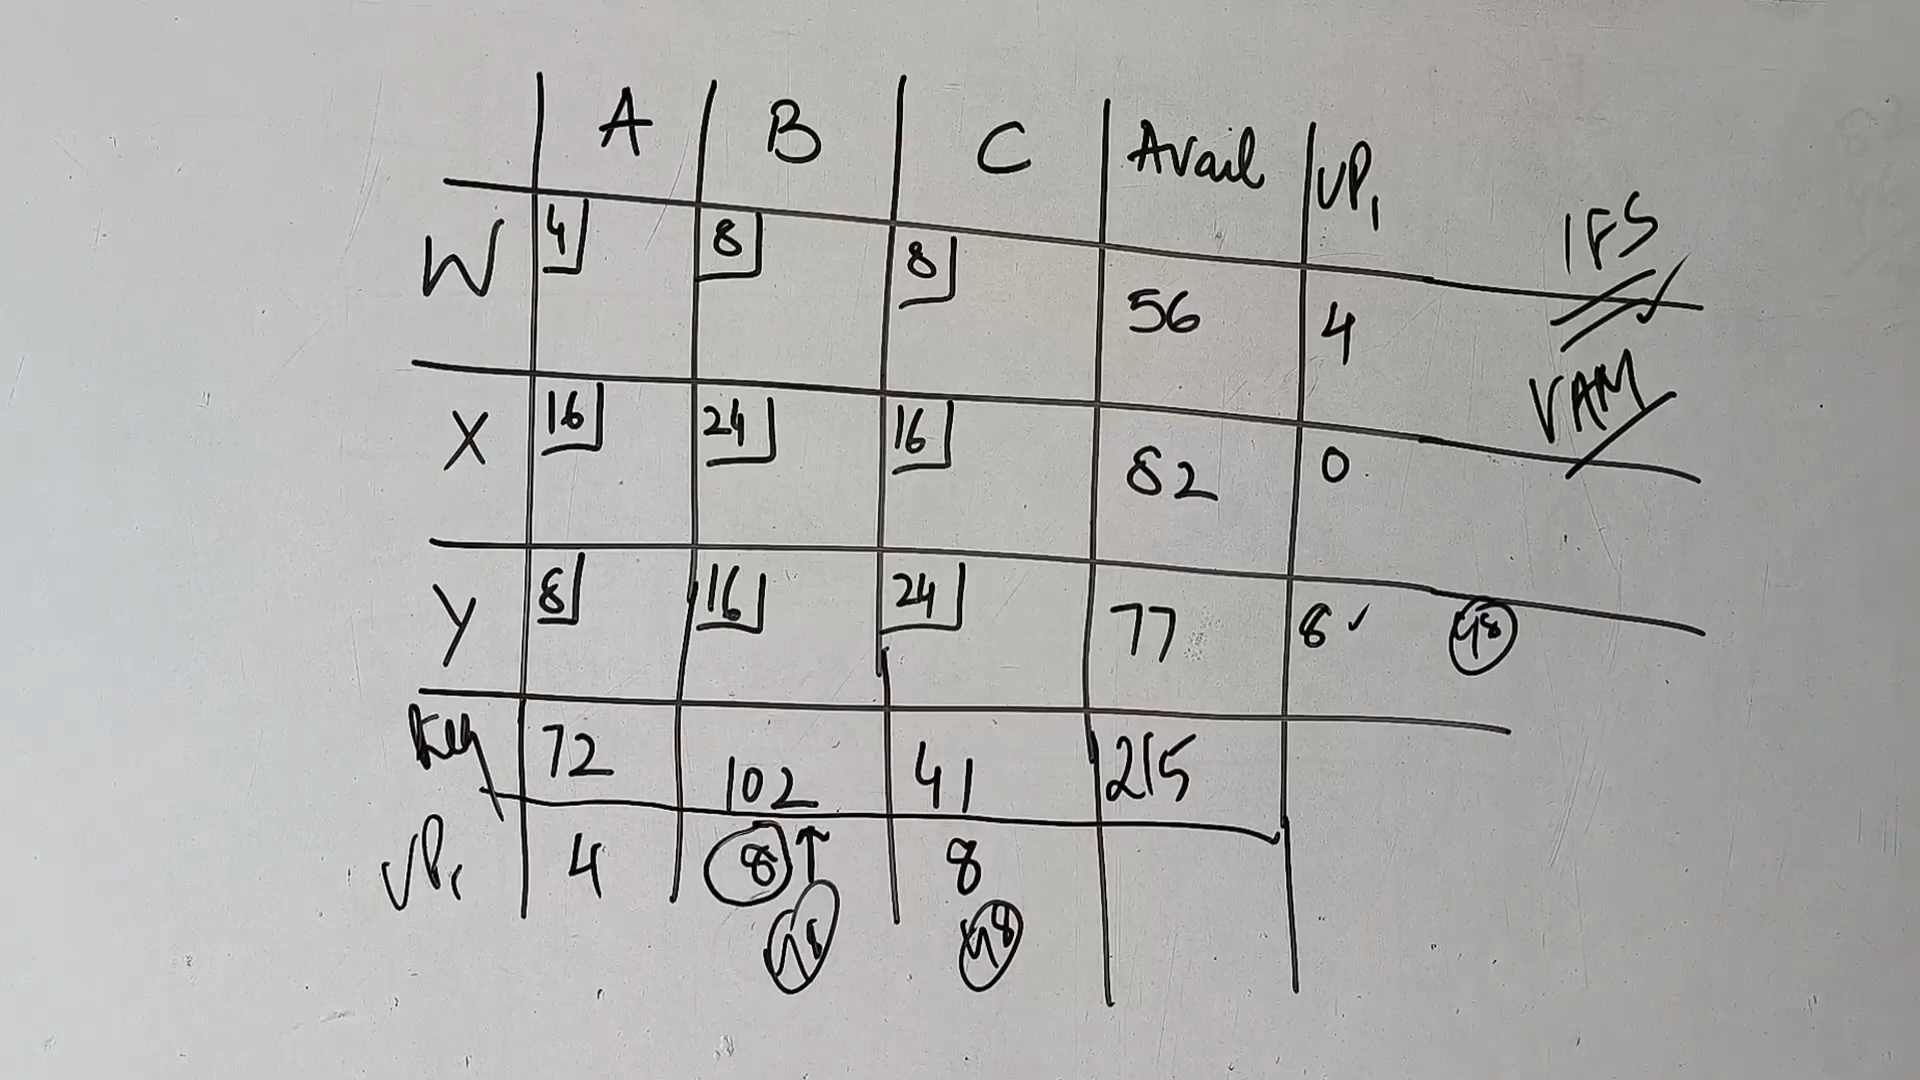 A B C Avail VP1
W 4 8 8 56 4
IFS
X 16 24 16 82 0
VAM
Y 8 16 24 77 8 ✓ 48
Req 72 102 41 215
VP1 4 8 ↑ 8
48 48